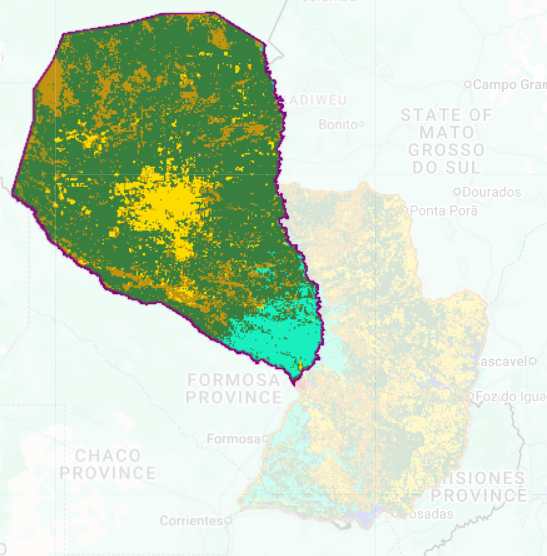 ADIWÉU
Campo Gran
Bonito
STATE OF
MATO
GROSSO
DO SUL
Dourados
Ponta Porã
ascavel
FORMOSA
PROVINCE
Foz do Igua
Formosa
CHACO
PROVINCE
ISIONES
PROVINCE
Corrientes
osadas